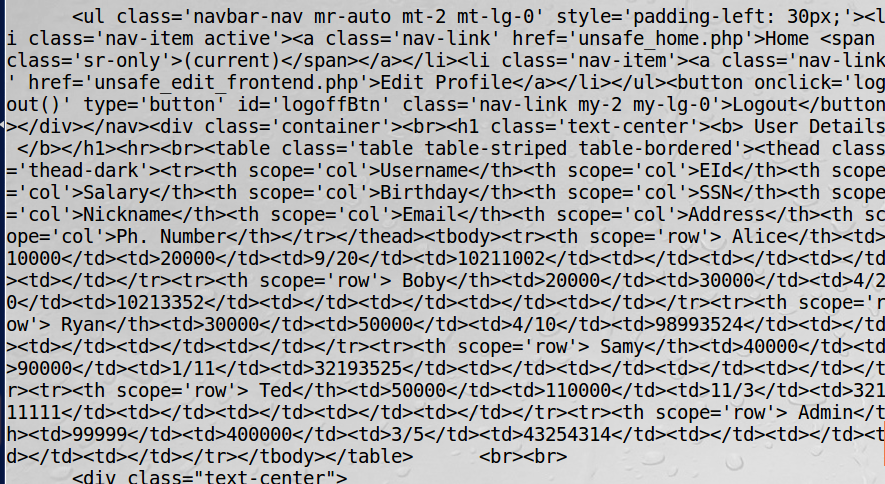 <ul class='navbar-nav mr-auto mt-2 mt-lg-0' style='padding-left: 30px;'><l
i class='nav-item active'><a class='nav-link' href='unsafe_home.php'>Home <span
class='sr-only'>(current)</span></a></li><li class='nav-item'><a class='nav-link
' href='unsafe_edit_frontend.php'>Edit Profile</a></li></ul><button onclick='log
out()' type='button' id='logoffBtn' class='nav-link my-2 my-lg-0'>Logout</button
></div></nav><div class='container'><br><h1 class='text-center'><b> User Details
</b></h1><hr><br><table class='table table-striped table-bordered'><thead class
='thead-dark'><tr><th scope='col'>Username</th><th scope='col'>EId</th><th scope
='col'>Salary</th><th scope='col'>Birthday</th><th scope='col'>SSN</th><th scope
='col'>Nickname</th><th scope='col'>Email</th><th scope='col'>Address</th><th sc
ope='col'>Ph. Number</th></tr></thead><tbody><tr><th scope='row'> Alice</th><td>
10000</td><td>20000</td><td>9/20</td><td>10211002</td><td></td><td></td><td></td
><td></td></tr><tr><th scope='row'> Boby</th><td>20000</td><td>30000</td><td>4/2
0</td><td>10213352</td><td></td><td></td><td></td><td></td></tr><tr><th scope='r
ow'> Ryan</th><td>30000</td><td>50000</td><td>4/10</td><td>98993524</td><td></td
><td></td><td></td><td></td></tr><tr><th scope='row'> Samy</th><td>40000</td><td
>90000</td><td>1/11</td><td>32193525</td><td></td><td></td><td></td><td></td></t
r><tr><th scope='row'> Ted</th><td>50000</td><td>110000</td><td>11/3</td><td>321
11111</td><td></td><td></td><td></td><td></td></tr><tr><th scope='row'> Admin</t
h><td>99999</td><td>400000</td><td>3/5</td><td>43254314</td><td></td><td></td><t
d></td><td></td></tr></tbody></table>      <br><br>
<div class="text-center">